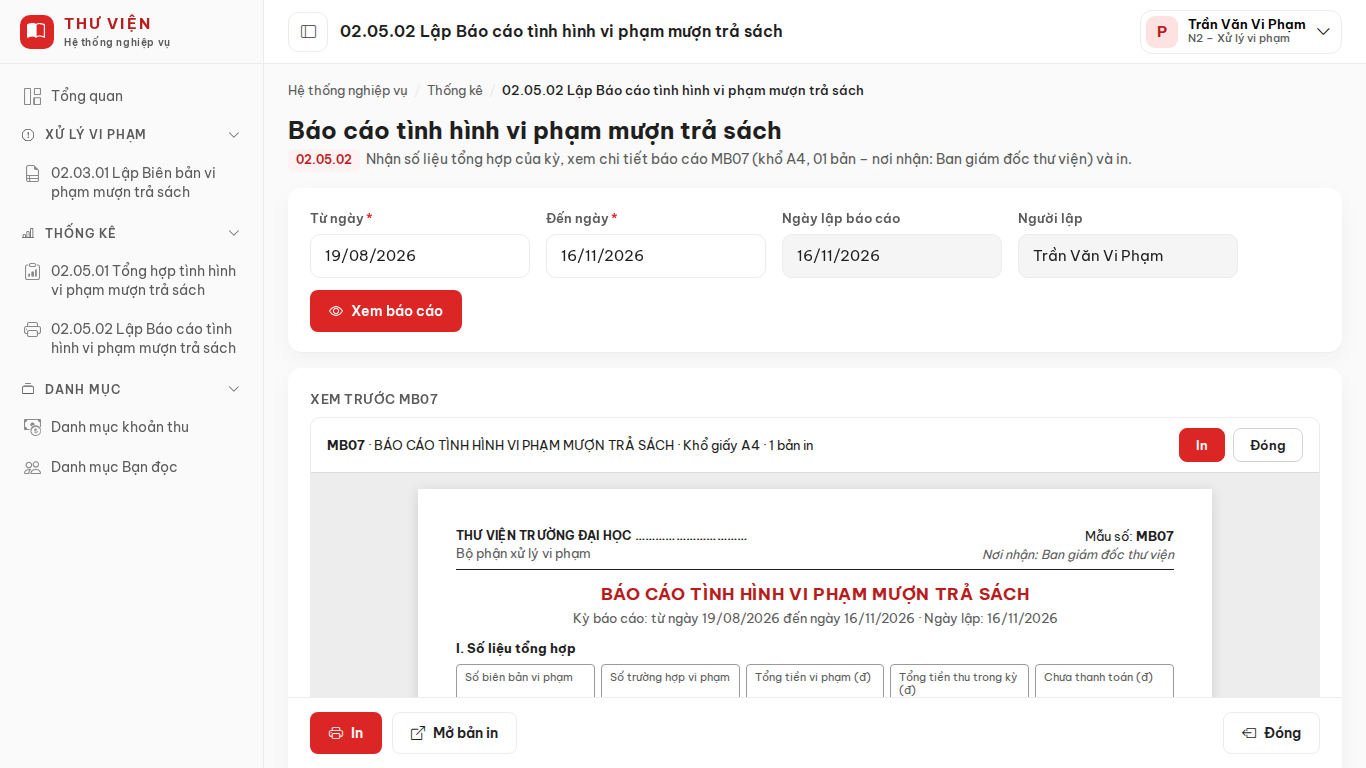 THƯ VIỆN
Hệ thống nghiệp vụ
02.05.02 Lập Báo cáo tình hình vi phạm mượn trả sách
P
Trần Văn Vi Phạm
N2 – Xử lý vi phạm
Tổng quan
XỬ LÝ VI PHẠM
02.03.01 Lập Biên bản vi
phạm mượn trả sách
THỐNG KÊ
02.05.01 Tổng hợp tình hình
vi phạm mượn trả sách
02.05.02 Lập Báo cáo tình
hình vi phạm mượn trả sách
DANH MỤC
Danh mục khoản thu
Danh mục Bạn đọc
Hệ thống nghiệp vụ / Thống kê / 02.05.02 Lập Báo cáo tình hình vi phạm mượn trả sách
Báo cáo tình hình vi phạm mượn trả sách
02.05.02 Nhận số liệu tổng hợp của kỳ, xem chi tiết báo cáo MB07 (khổ A4, 01 bản – nơi nhận: Ban giám đốc thư viện) và in.
Từ ngày *
Đến ngày *
Ngày lập báo cáo
Người lập
19/08/2026
16/11/2026
16/11/2026
Trần Văn Vi Phạm
Xem báo cáo
XEM TRƯỚC MB07
MB07 · BÁO CÁO TÌNH HÌNH VI PHẠM MƯỢN TRẢ SÁCH · Khổ giấy A4 · 1 bản in
In
Đóng
THƯ VIỆN TRƯỜNG ĐẠI HỌC ……………………………
Bộ phận xử lý vi phạm
Mẫu số: MB07
Nơi nhận: Ban giám đốc thư viện
BÁO CÁO TÌNH HÌNH VI PHẠM MƯỢN TRẢ SÁCH
Kỳ báo cáo: từ ngày 19/08/2026 đến ngày 16/11/2026 · Ngày lập: 16/11/2026
I. Số liệu tổng hợp
Số biên bản vi phạm
Số trường hợp vi phạm
Tổng tiền vi phạm (đ)
Tổng tiền thu trong kỳ
(đ)
Chưa thanh toán (đ)
In
Mở bản in
Đóng